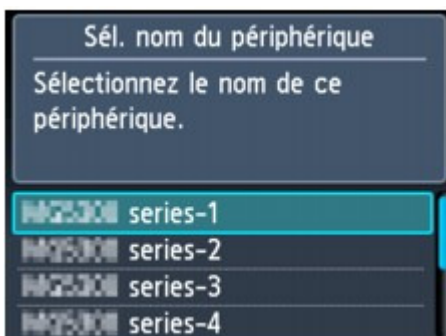 Sél. nom du périphérique
Sélectionnez le nom de ce
périphérique.
series-1
series-2
series-3
series-4